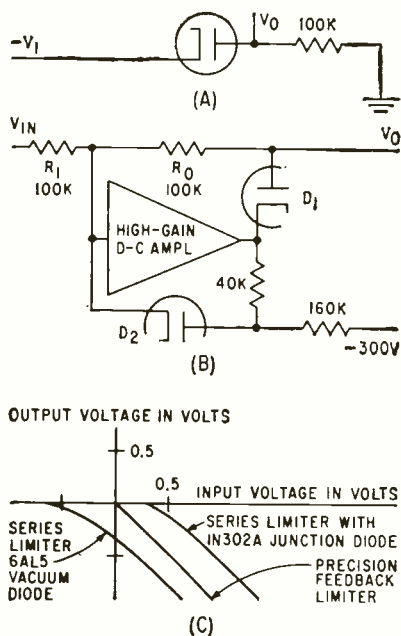 -V₁
V₀
100K
(A)
V_IN
R₁
100K
R₀
100K
V₀
HIGH-GAIN
D-C AMPL
D₁
40K
D₂
160K
-300V
(B)
OUTPUT VOLTAGE IN VOLTS
0.5
INPUT VOLTAGE IN VOLTS
0.5
SERIES
LIMITER
6AL5
VACUUM
DIODE
SERIES LIMITER WITH
IN302A JUNCTION DIODE
PRECISION
FEEDBACK
LIMITER
(C)